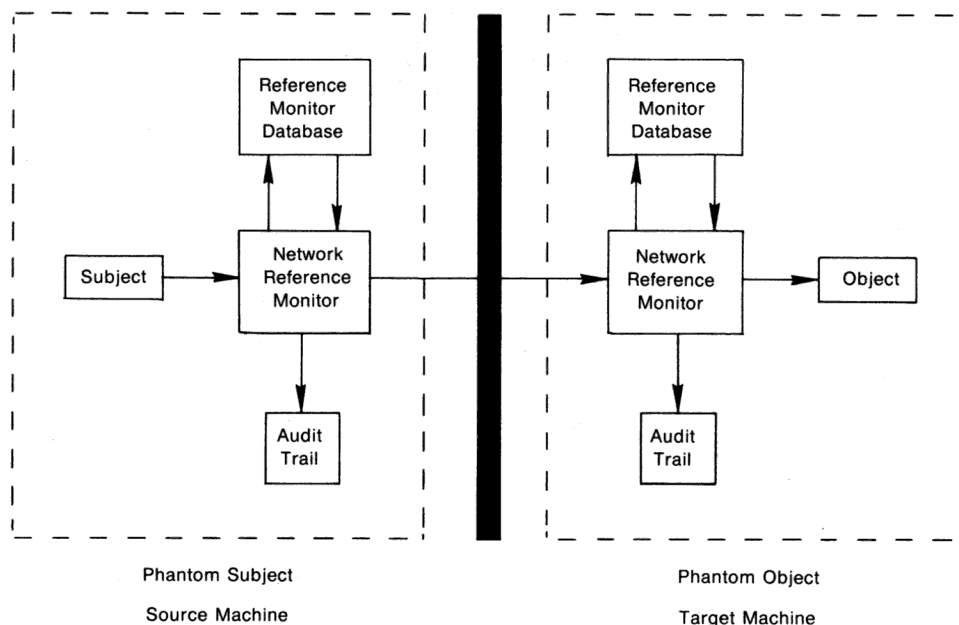 Reference
Monitor
Database
Network
Reference
Monitor
Subject
Audit
Trail
Phantom Subject
Source Machine
Reference
Monitor
Database
Network
Reference
Monitor
Object
Audit
Trail
Phantom Object
Target Machine